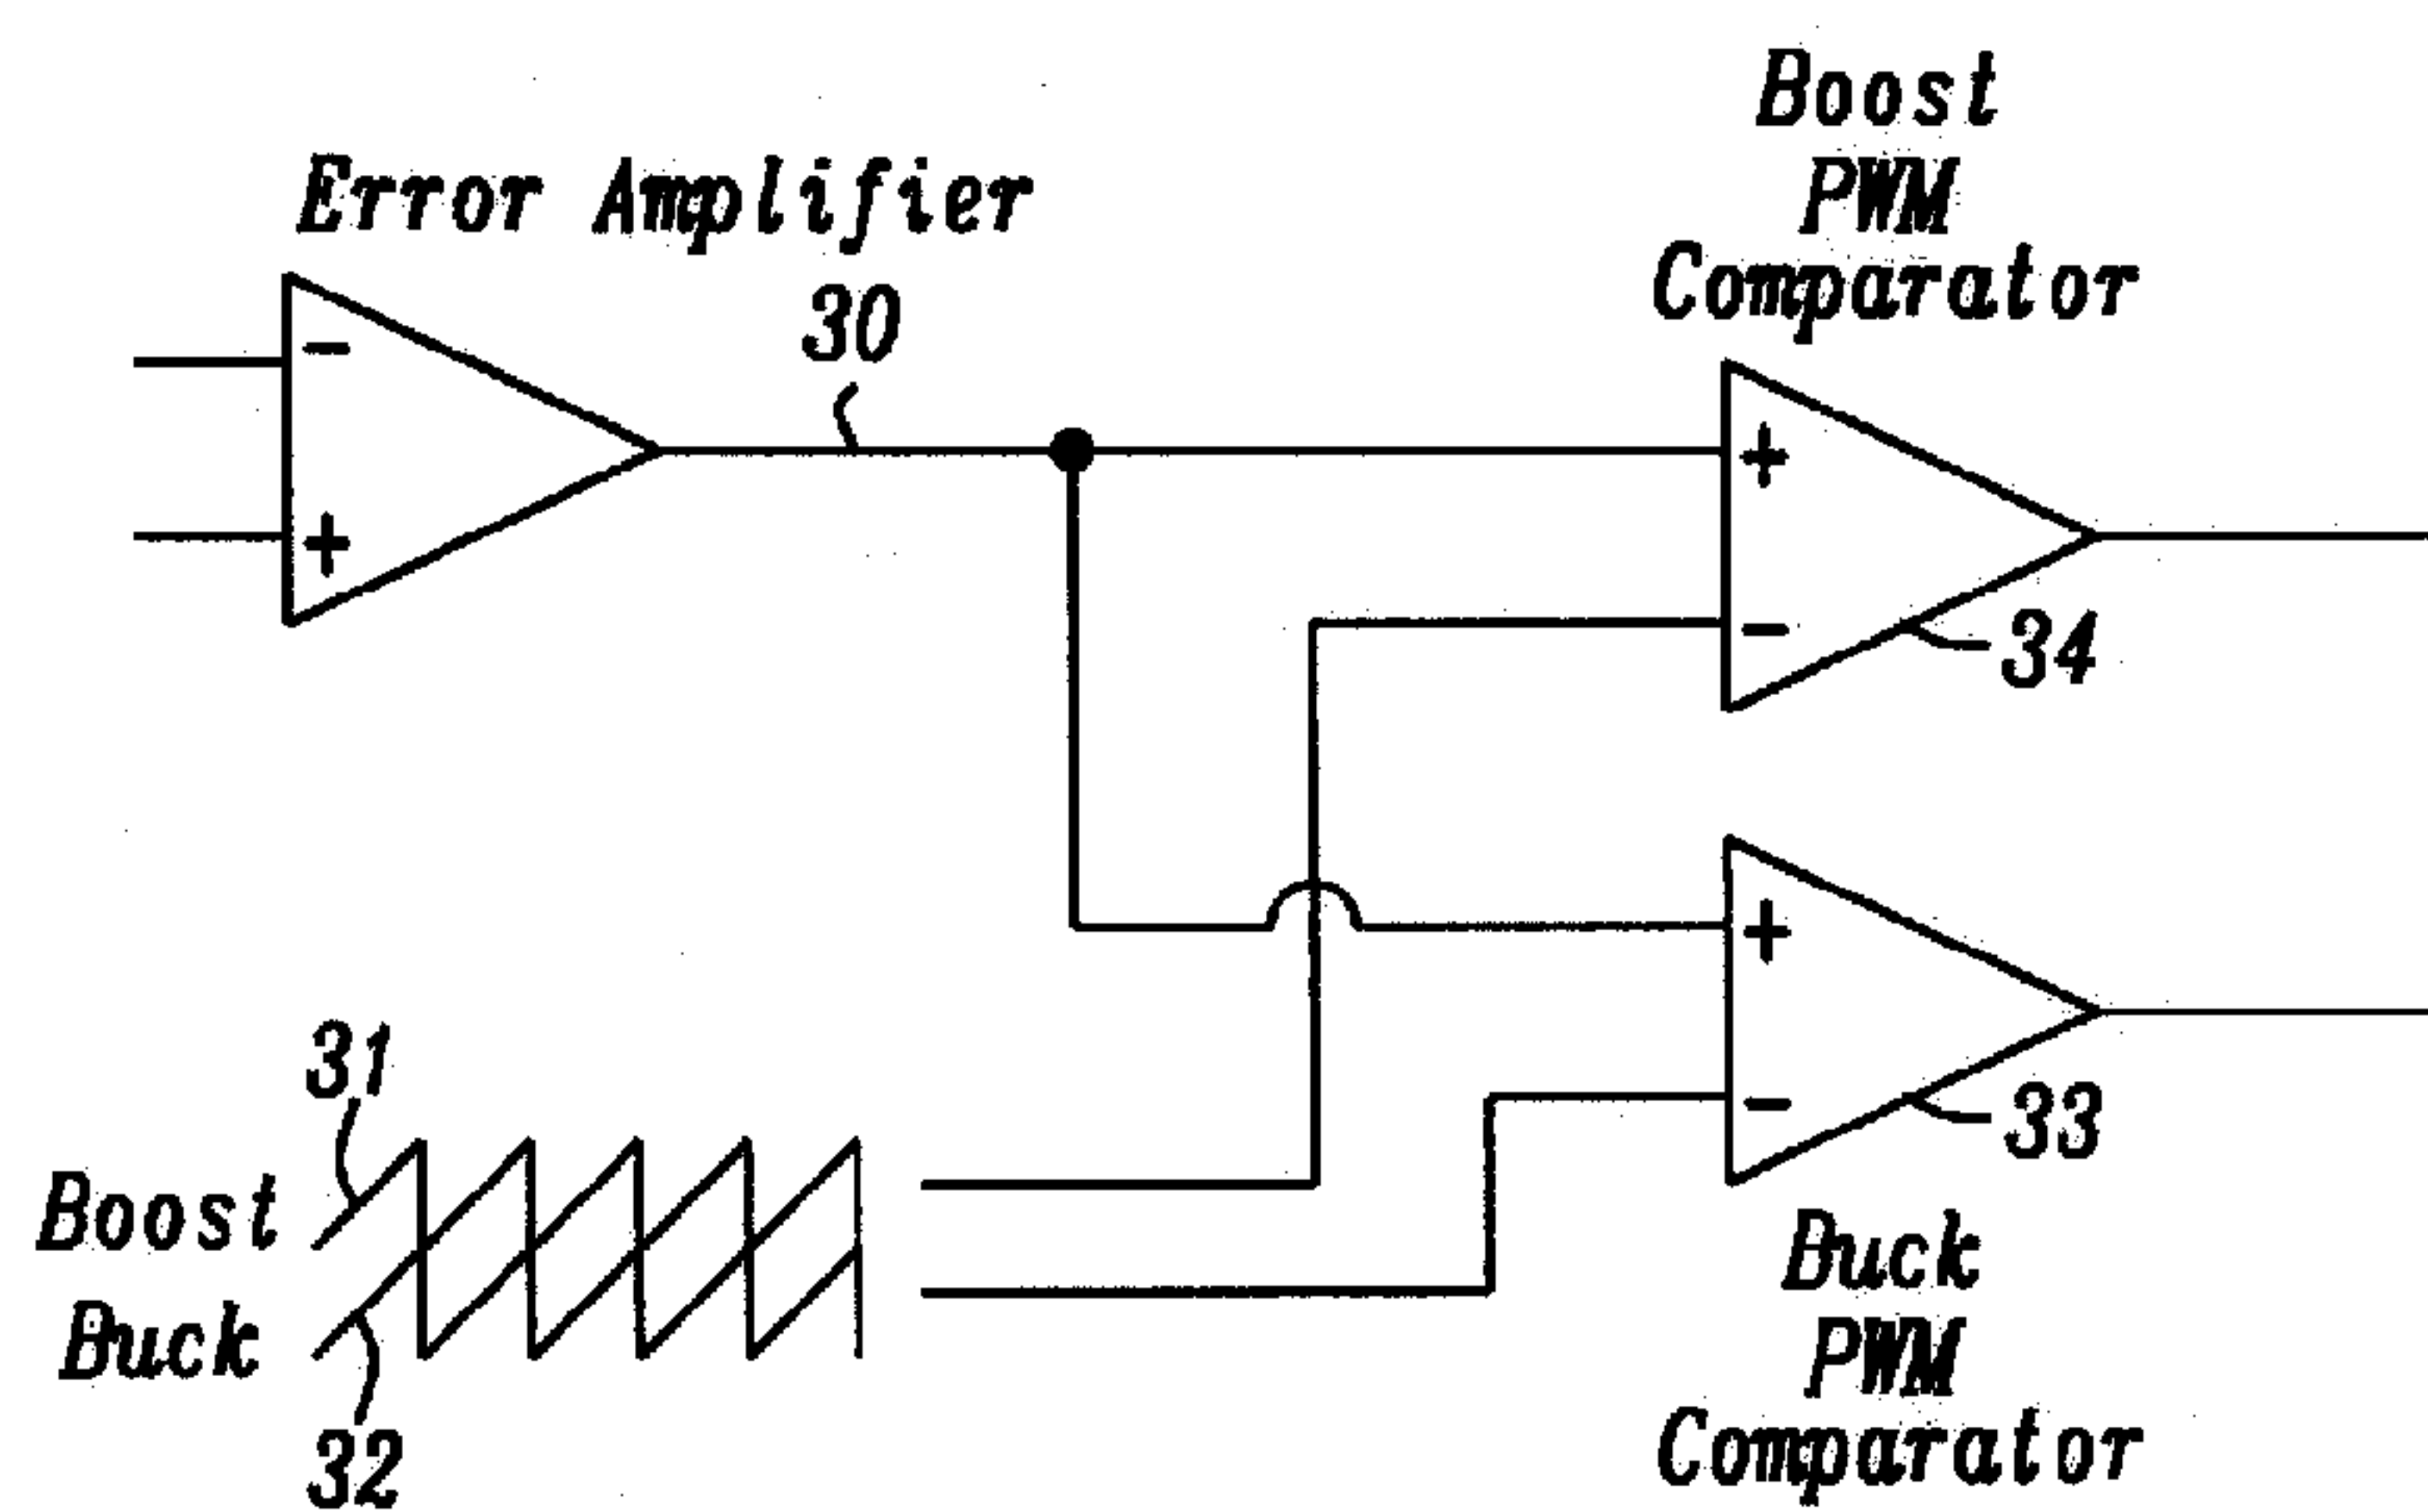 Error Amplifier
30
-
+
Boost
PWM
Comparator
+
-
34
31
Boost
Buck
32
+
-
33
Buck
PWM
Comparator